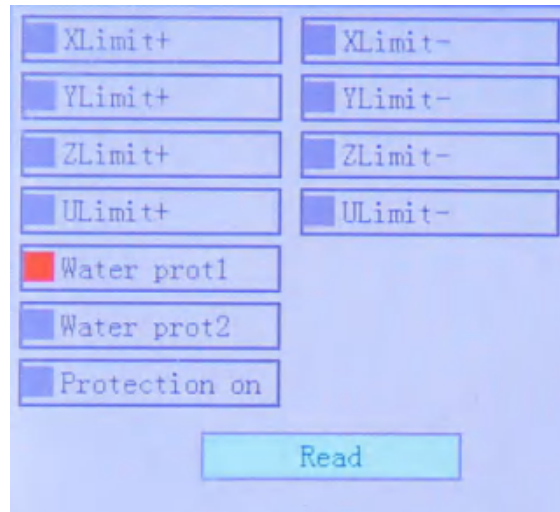 XLimit+ XLimit-
YLimit+ YLimit-
ZLimit+ ZLimit-
ULimit+ ULimit-
Water prot1
Water prot2
Protection on
Read